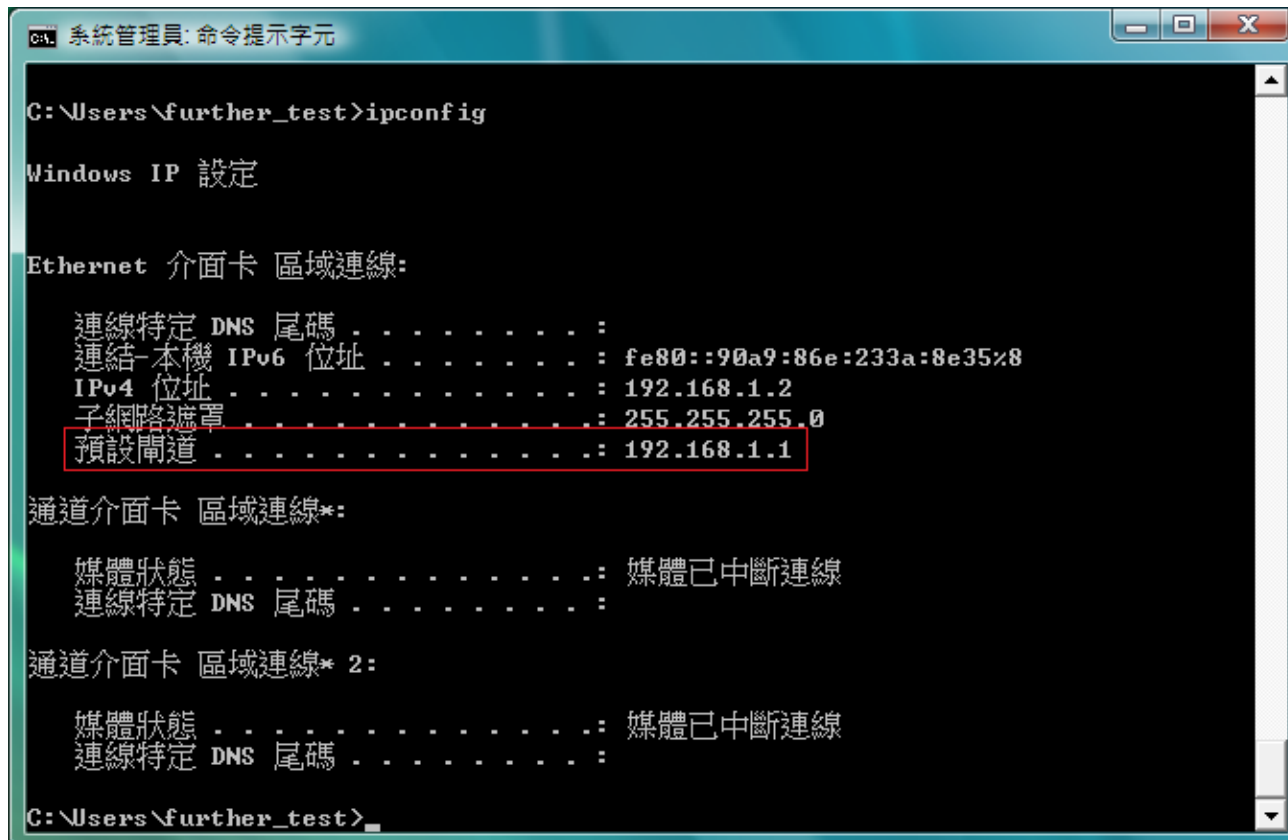 系統管理員: 命令提示字元
C:\Users\further_test>ipconfig
Windows IP 設定
Ethernet 介面卡 區域連線:
連線特定 DNS 尾碼 . . . . . . . . :
連結-本機 IPv6 位址 . . . . . . . : fe80::90a9:86e:233a:8e35%8
IPv4 位址 . . . . . . . . . . . . : 192.168.1.2
子網路遮罩 . . . . . . . . . . . .: 255.255.255.0
預設閘道 . . . . . . . . . . . . .: 192.168.1.1
通道介面卡 區域連線*:
媒體狀態 . . . . . . . . . . . . .: 媒體已中斷連線
連線特定 DNS 尾碼 . . . . . . . . :
通道介面卡 區域連線* 2:
媒體狀態 . . . . . . . . . . . . .: 媒體已中斷連線
連線特定 DNS 尾碼 . . . . . . . . :
C:\Users\further_test>_